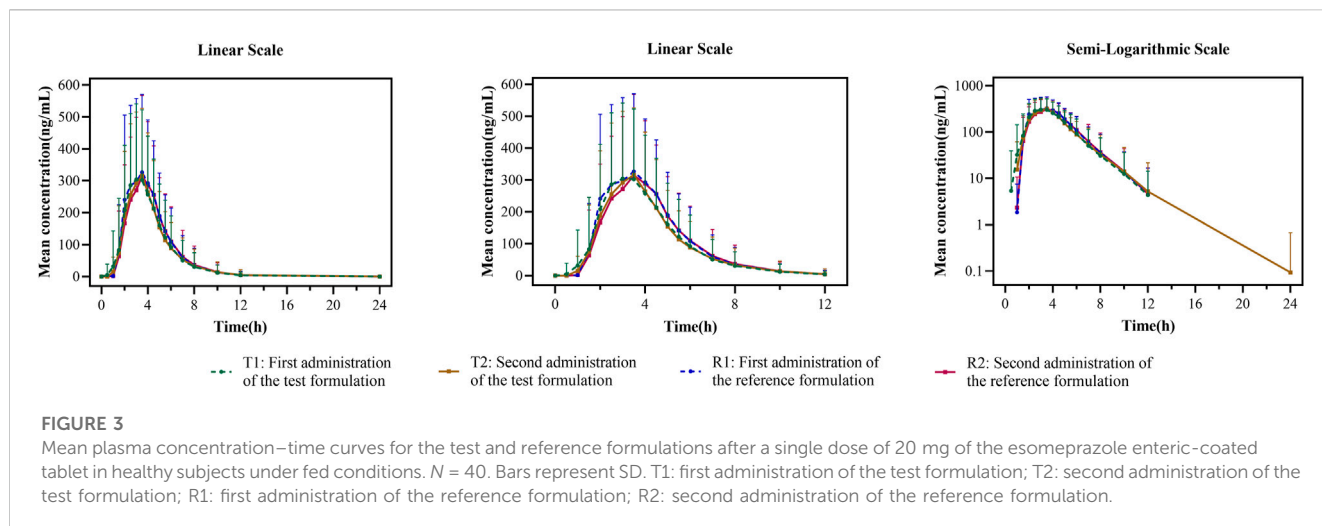 Linear Scale
Mean concentration(ng/mL)
600
500
400
300
200
100
0
0 4 8 12 16 20 24
Time(h)
Linear Scale
Mean concentration(ng/mL)
600
500
400
300
200
100
0
0 4 8 12
Time(h)
Semi-Logarithmic Scale
Mean concentration(ng/mL)
1000
100
10
1
0.1
0 4 8 12 16 20 24
Time(h)
T1: First administration
of the test formulation
T2: Second administration
of the test formulation
R1: First administration of
the reference formulation
R2: Second administration of
the reference formulation
FIGURE 3
Mean plasma concentration–time curves for the test and reference formulations after a single dose of 20 mg of the esomeprazole enteric-coated
tablet in healthy subjects under fed conditions. N = 40. Bars represent SD. T1: first administration of the test formulation; T2: second administration of the
test formulation; R1: first administration of the reference formulation; R2: second administration of the reference formulation.